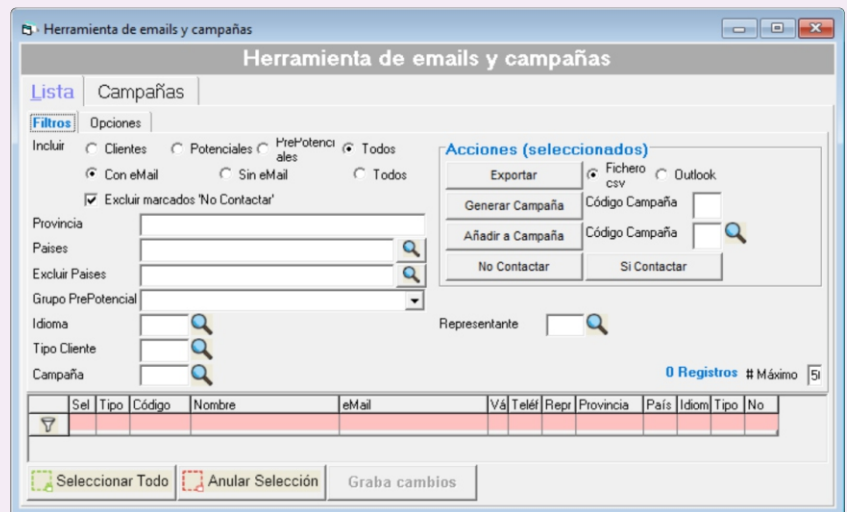 Herramienta de emails y campañas
Herramienta de emails y campañas
Lista Campañas
Filtros Opciones
Incluir Clientes Potenciales PrePotenciales Todos
Con eMail Sin eMail Todos
Excluir marcados 'No Contactar'
Provincia
Paises
Excluir Paises
Grupo PrePotencial
Idioma
Tipo Cliente
Campaña
Acciones (seleccionados)
Exportar Fichero csv Outlook
Generar Campaña Código Campaña
Añadir a Campaña Código Campaña
No Contactar Si Contactar
Representante
0 Registros # Máximo
Sel Tipo Código Nombre eMail Vá Teléf Repr Provincia País Idiom Tipo No
Seleccionar Todo Anular Selección Graba cambios